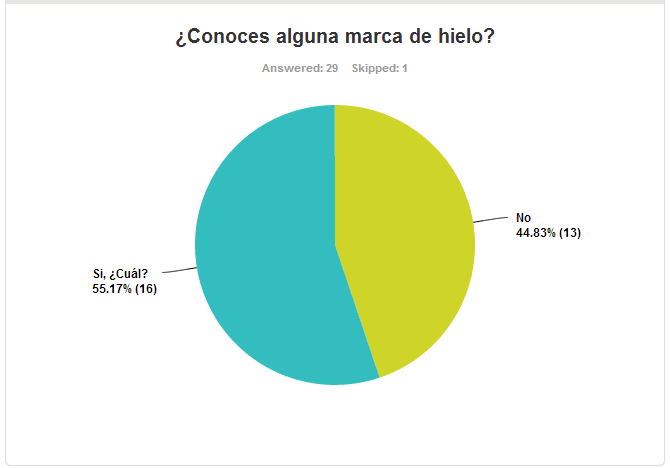 ¿Conoces alguna marca de hielo?
Answered: 29 Skipped: 1
No
44.83% (13)
Si, ¿Cuál?
55.17% (16)